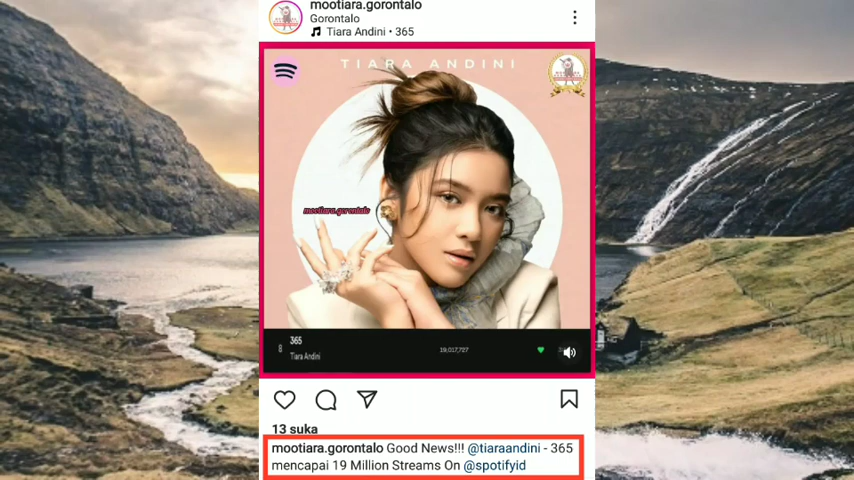 mootiara.gorontalo
Gorontalo
Tiara Andini • 365
TIARA ANDINI
mootiara.gorontalo
8 365 19,017,727
Tiara Andini
13 suka
mootiara.gorontalo Good News!!! @tiaraandini - 365
mencapai 19 Million Streams On @spotifyid